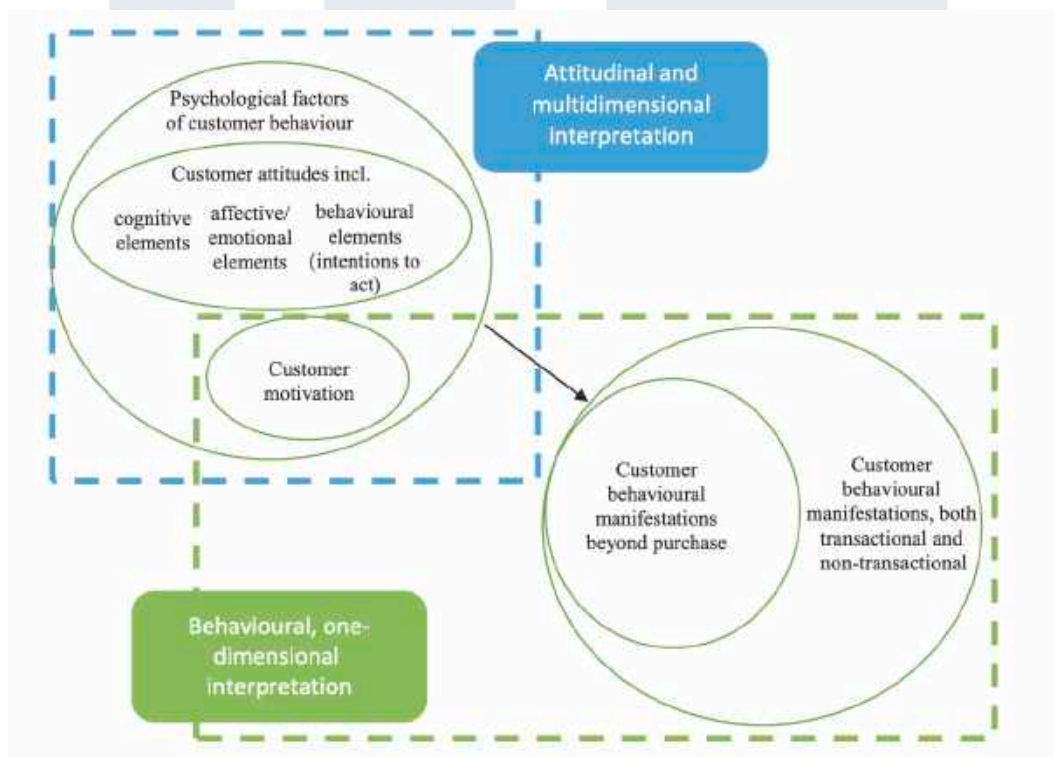 Attitudinal and
multidimensional
interpretation
Psychological factors
of customer behaviour
Customer attitudes incl.
cognitive
elements
affective/
emotional
elements
behavioural
elements
(intentions to
act)
Customer
motivation
Customer
behavioural
manifestations
beyond purchase
Customer
behavioural
manifestations, both
transactional and
non-transactional
Behavioural, one-
dimensional
interpretation